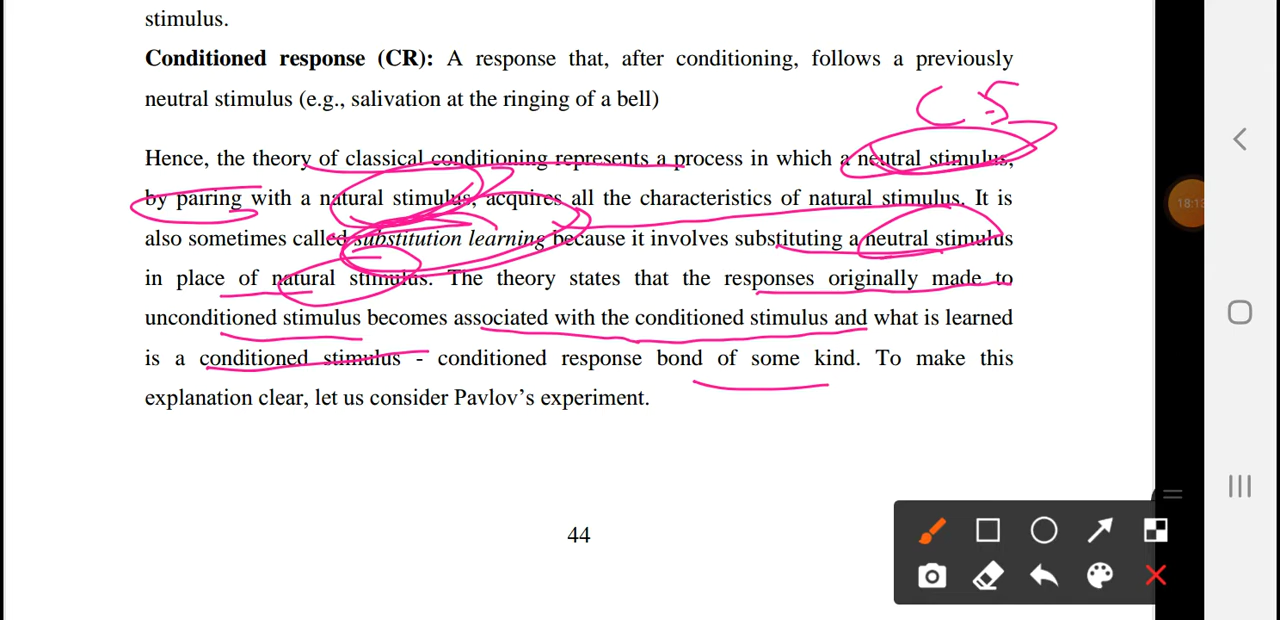 stimulus.
Conditioned response (CR): A response that, after conditioning, follows a previously
neutral stimulus (e.g., salivation at the ringing of a bell)
CS
Hence, the theory of classical conditioning represents a process in which a neutral stimulus,
by pairing with a natural stimulus, acquires all the characteristics of natural stimulus. It is
also sometimes called substitution learning because it involves substituting a neutral stimulus
in place of natural stimulus. The theory states that the responses originally made to
unconditioned stimulus becomes associated with the conditioned stimulus and what is learned
is a conditioned stimulus - conditioned response bond of some kind. To make this
explanation clear, let us consider Pavlov's experiment.
44
18:13